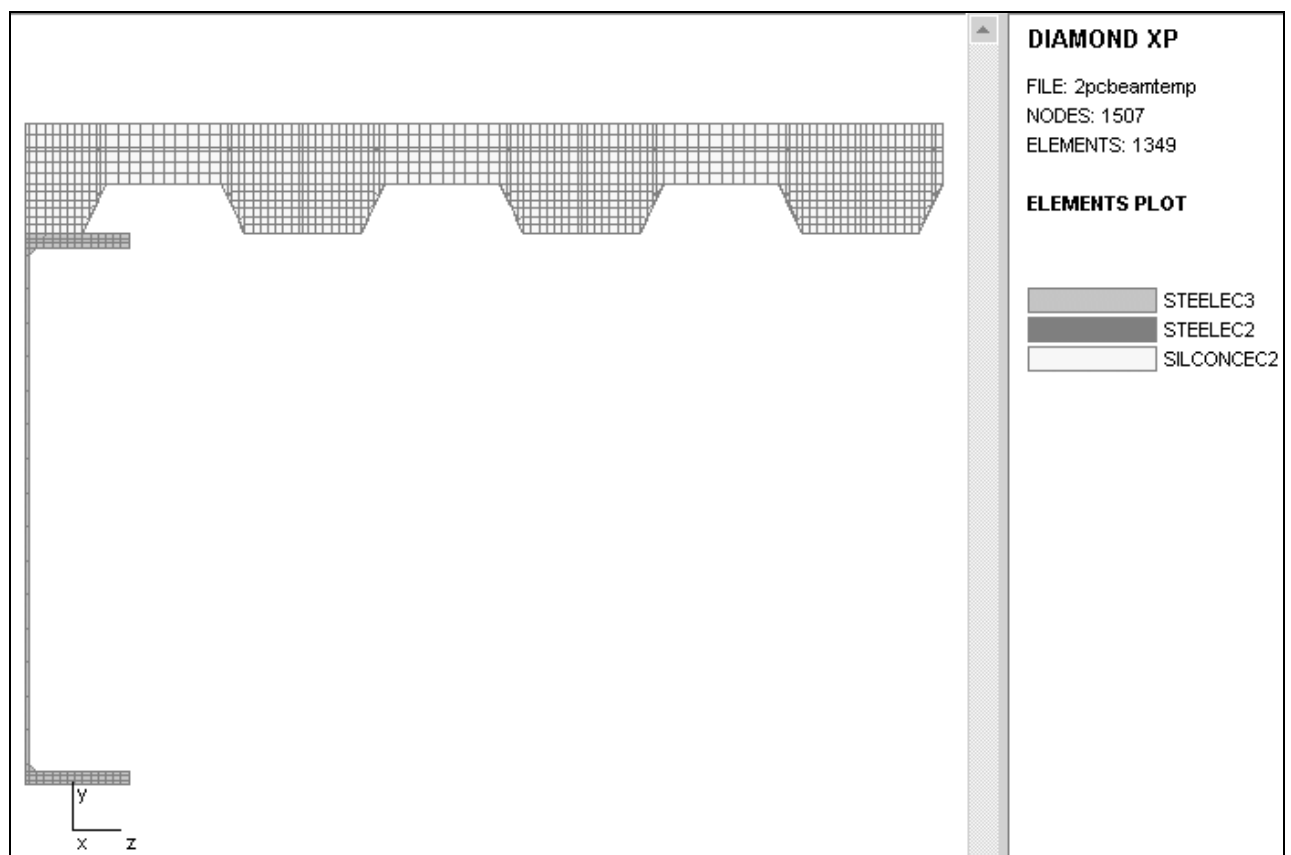 DIAMOND XP
FILE: 2pcbeamtemp
NODES: 1507
ELEMENTS: 1349
ELEMENTS PLOT
STEELEC3
STEELEC2
SILCONCEC2
y
x z